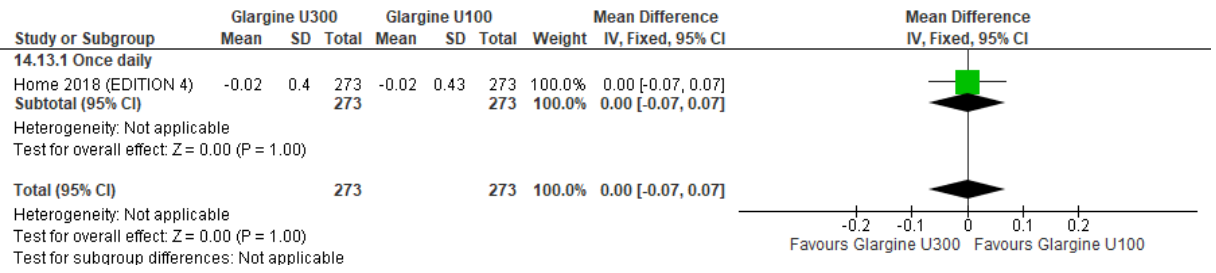 Glargine U300 Glargine U100 Mean Difference Mean Difference
Study or Subgroup Mean SD Total Mean SD Total Weight IV, Fixed, 95% CI IV, Fixed, 95% CI
14.13.1 Once daily
Home 2018 (EDITION 4) -0.02 0.4 273 -0.02 0.43 273 100.0% 0.00 [-0.07, 0.07]
Subtotal (95% CI) 273 273 100.0% 0.00 [-0.07, 0.07]
Heterogeneity: Not applicable
Test for overall effect: Z = 0.00 (P = 1.00)
Total (95% CI) 273 273 100.0% 0.00 [-0.07, 0.07]
Heterogeneity: Not applicable
Test for overall effect: Z = 0.00 (P = 1.00)
Test for subgroup differences: Not applicable
-0.2 -0.1 0 0.1 0.2
Favours Glargine U300 Favours Glargine U100